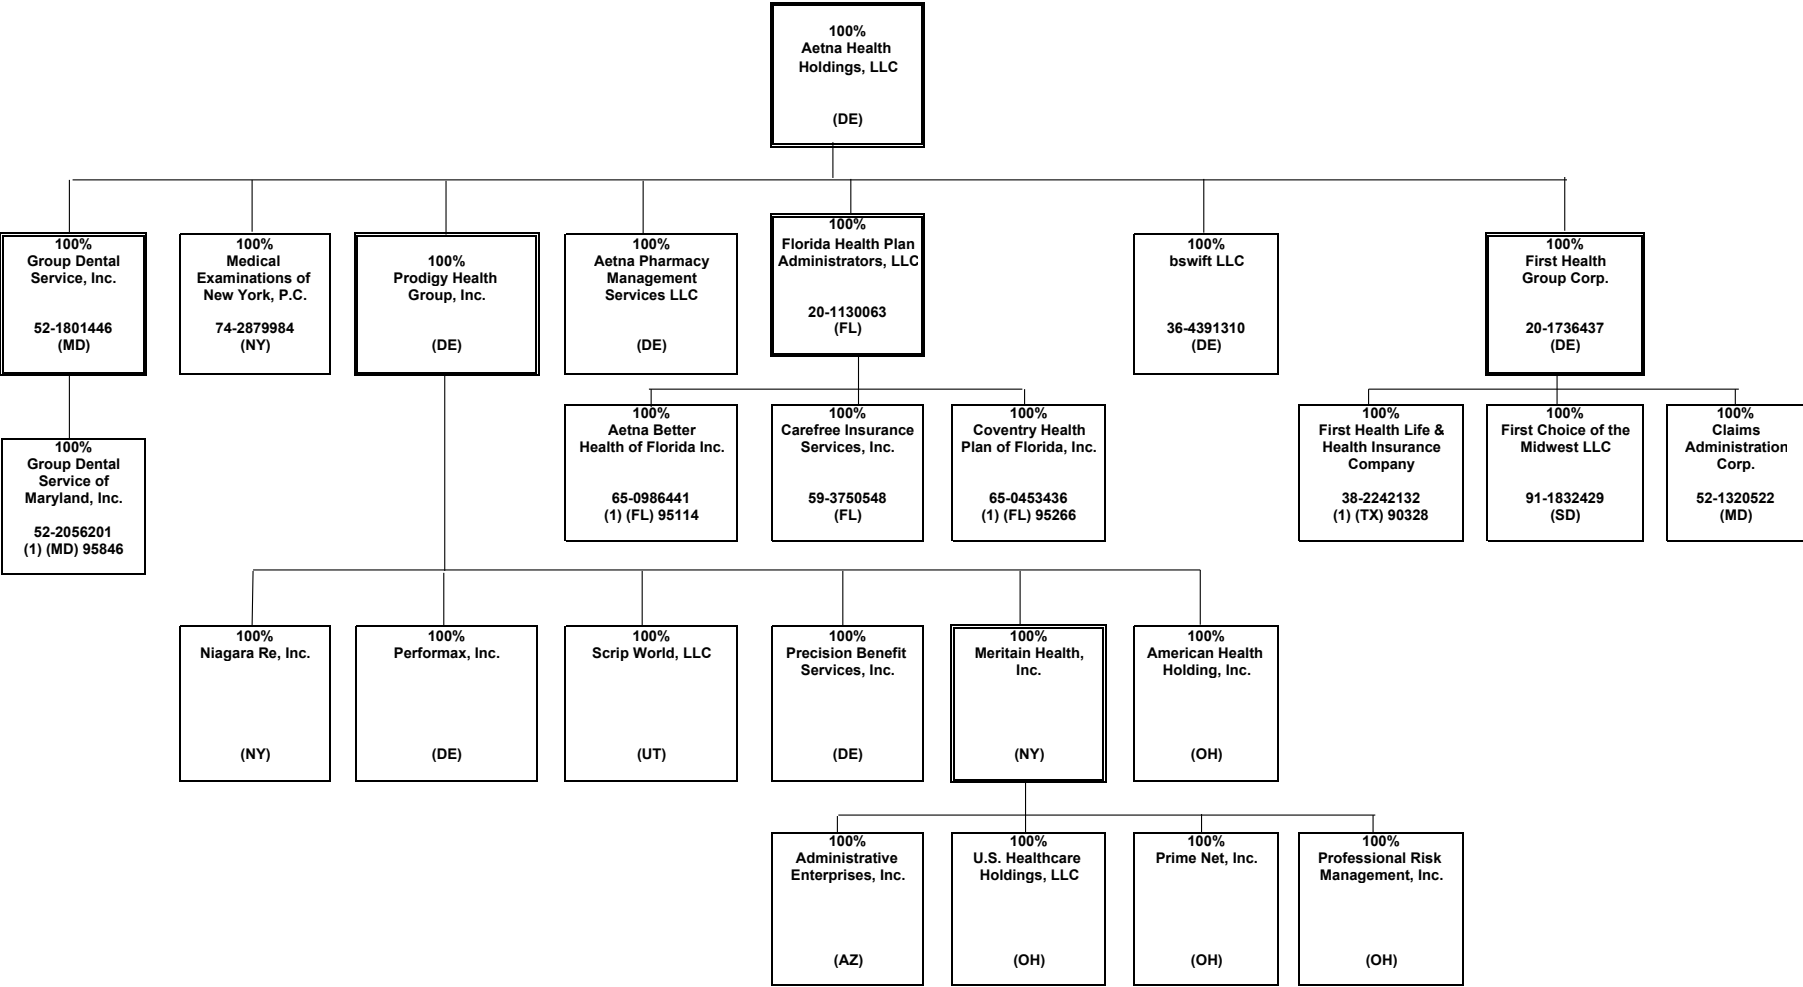 100%
Aetna Health
Holdings, LLC
(DE)
100%
Group Dental
Service, Inc.
52-1801446
(MD)
100%
Medical
Examinations of
New York, P.C.
74-2879984
(NY)
100%
Prodigy Health
Group, Inc.
(DE)
100%
Aetna Pharmacy
Management
Services LLC
(DE)
100%
Florida Health Plan
Administrators, LLC
20-1130063
(FL)
100%
bswift LLC
36-4391310
(DE)
100%
First Health
Group Corp.
20-1736437
(DE)
100%
Group Dental
Service of
Maryland, Inc.
52-2056201
(1) (MD) 95846
100%
Aetna Better
Health of Florida Inc.
65-0986441
(1) (FL) 95114
100%
Carefree Insurance
Services, Inc.
59-3750548
(FL)
100%
Coventry Health
Plan of Florida, Inc.
65-0453436
(1) (FL) 95266
100%
First Health Life &
Health Insurance
Company
38-2242132
(1) (TX) 90328
100%
First Choice of the
Midwest LLC
91-1832429
(SD)
100%
Claims
Administration
Corp.
52-1320522
(MD)
100%
Niagara Re, Inc.
(NY)
100%
Performax, Inc.
(DE)
100%
Scrip World, LLC
(UT)
100%
Precision Benefit
Services, Inc.
(DE)
100%
Meritain Health,
Inc.
(NY)
100%
American Health
Holding, Inc.
(OH)
100%
Administrative
Enterprises, Inc.
(AZ)
100%
U.S. Healthcare
Holdings, LLC
(OH)
100%
Prime Net, Inc.
(OH)
100%
Professional Risk
Management, Inc.
(OH)